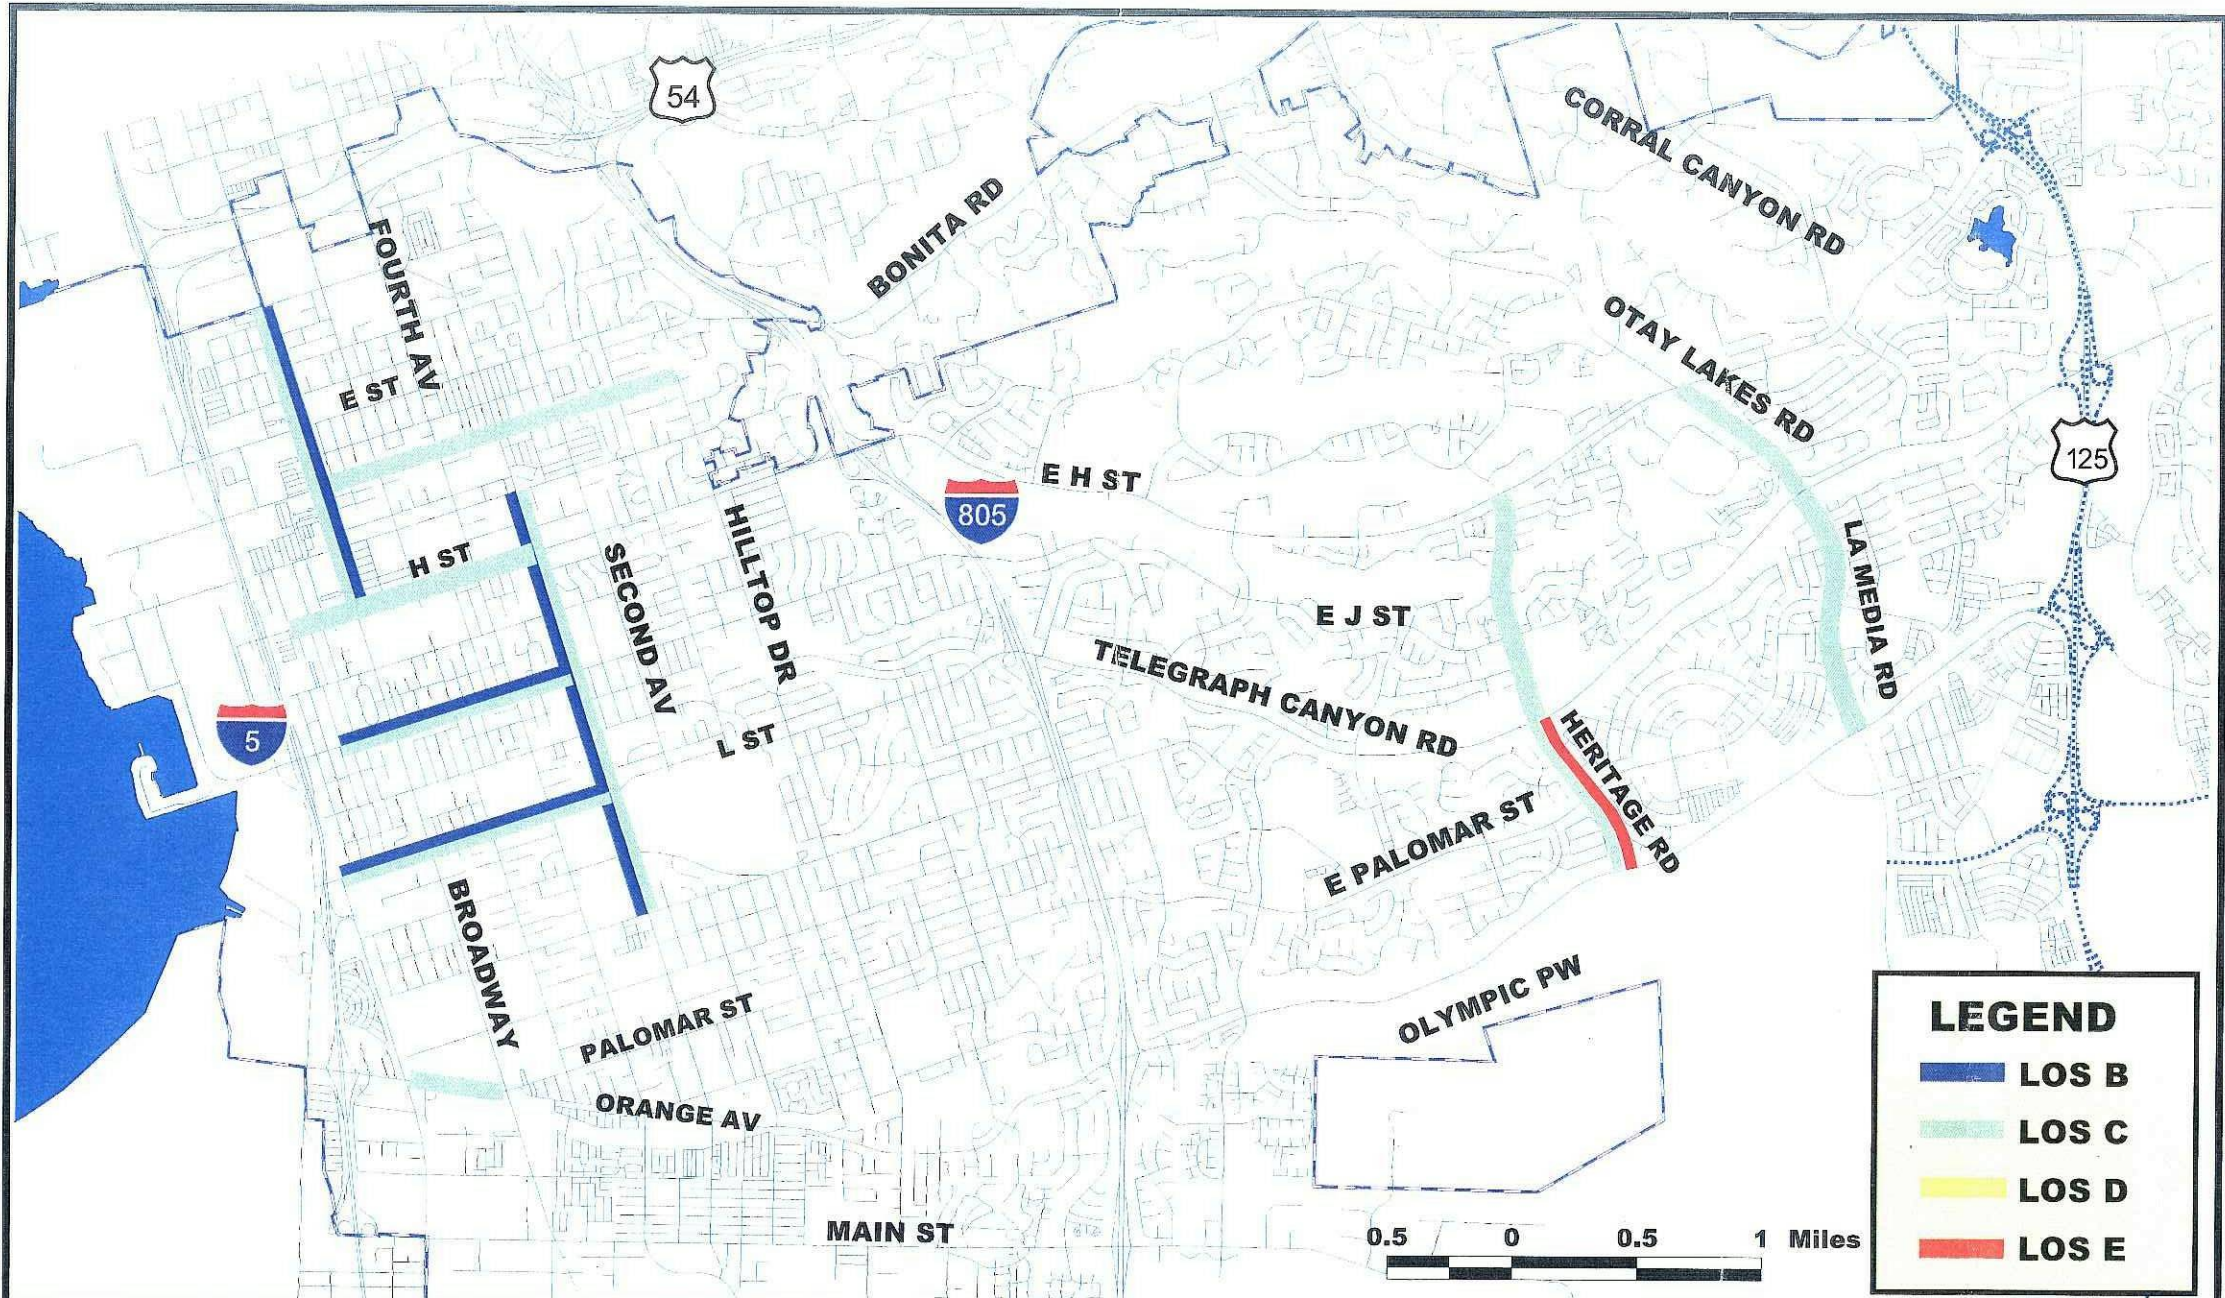 54
CORRAL CANYON RD
BONITA RD
FOURTH AV
OTAY LAKES RD
E ST
125
E H ST
805
HILLTOP DR
LA MEDIA RD
H ST
SECOND AV
E J ST
TELEGRAPH CANYON RD
5
L ST
HERITAGE RD
E PALOMAR ST
BROADWAY
OLYMPIC PW
PALOMAR ST
ORANGE AV
MAIN ST
LEGEND
LOS B
LOS C
LOS D
LOS E
0.5 0 0.5 1 Miles